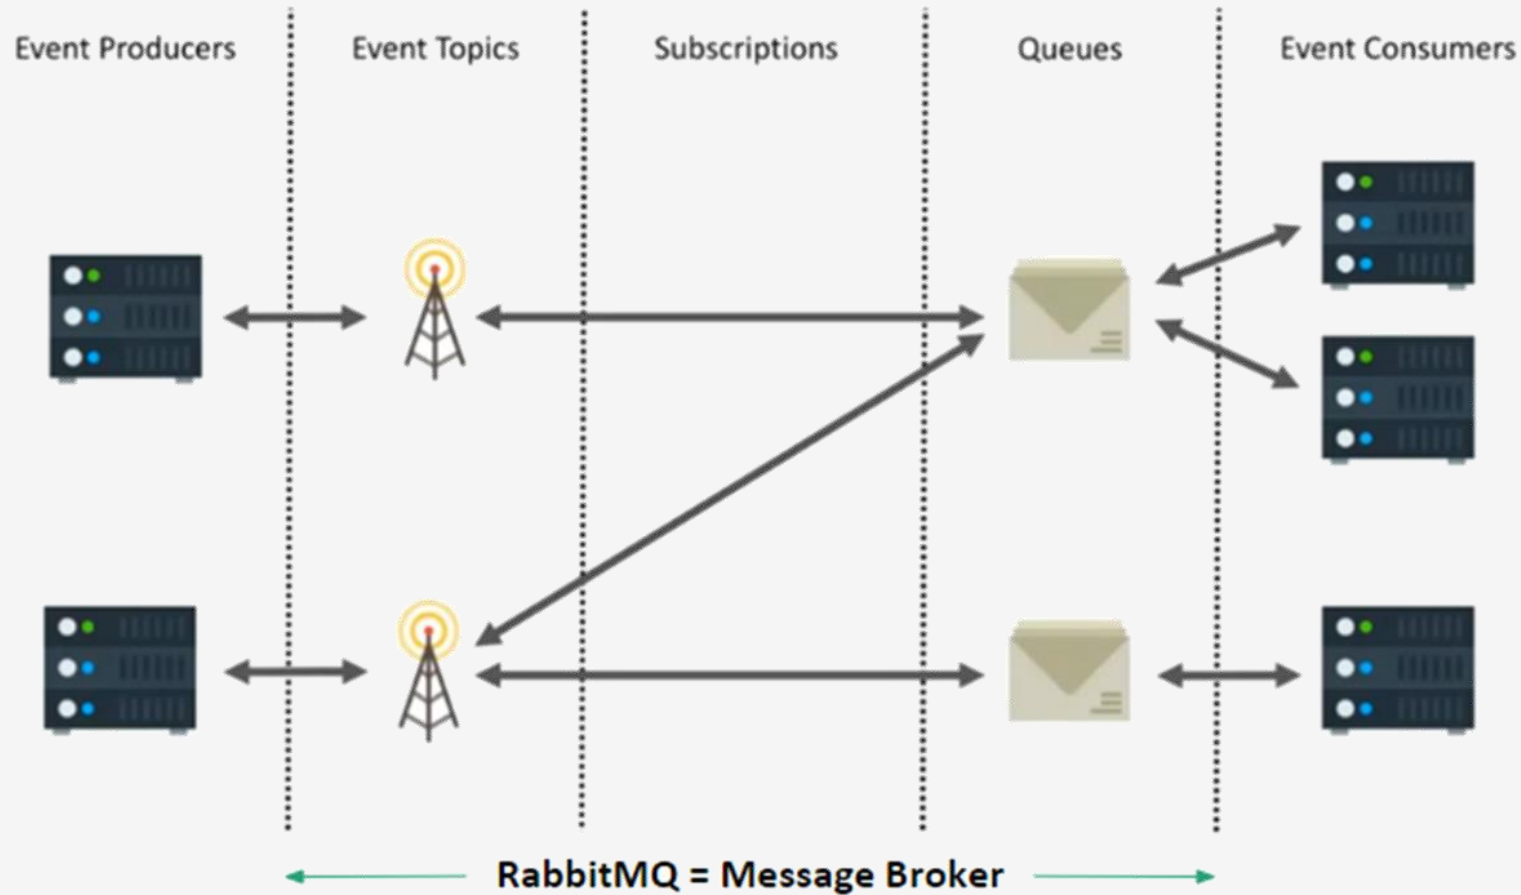 Event Producers
Event Topics
Subscriptions
Queues
Event Consumers
RabbitMQ = Message Broker